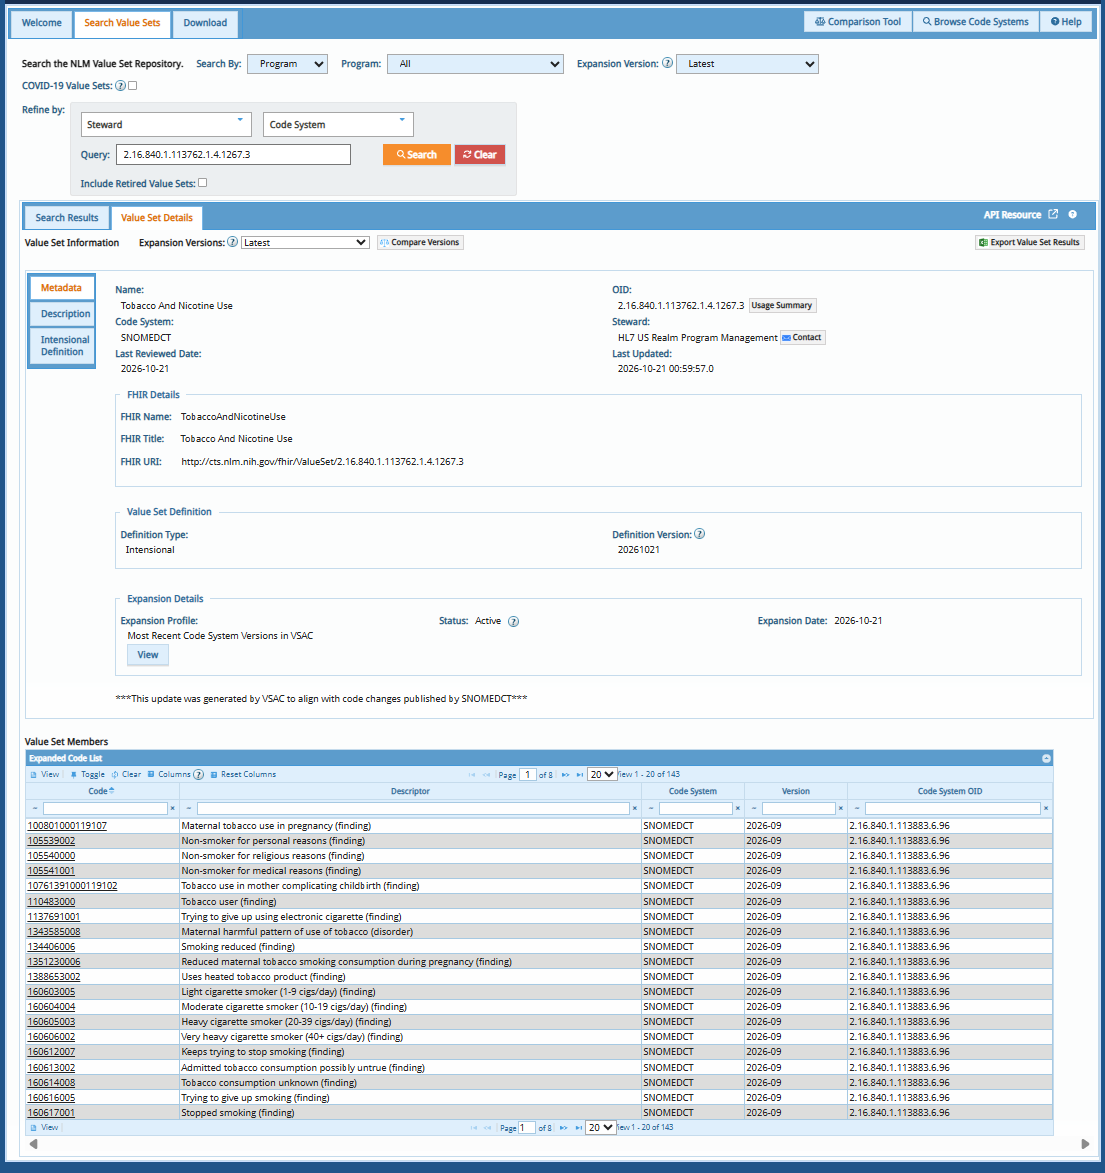 Welcome Search Value Sets Download Comparison Tool Browse Code Systems Help
Search the NLM Value Set Repository. Search By: Program Program: All Expansion Version: ? Latest
COVID-19 Value Sets: ?
Refine by:
Steward Code System
Query: 2.16.840.1.113762.1.4.1267.3 Search Clear
Include Retired Value Sets:
Search Results Value Set Details API Resource ?
Value Set Information Expansion Versions: ? Latest Compare Versions Export Value Set Results
Metadata
Description
Intensional
Definition
Name: OID:
Tobacco And Nicotine Use 2.16.840.1.113762.1.4.1267.3 Usage Summary
Code System: Steward:
SNOMEDCT HL7 US Realm Program Management Contact
Last Reviewed Date: Last Updated:
2026-10-21 2026-10-21 00:59:57.0
FHIR Details
FHIR Name: TobaccoAndNicotineUse
FHIR Title: Tobacco And Nicotine Use
FHIR URI: http://cts.nlm.nih.gov/fhir/ValueSet/2.16.840.1.113762.1.4.1267.3
Value Set Definition
Definition Type: Definition Version: ?
Intensional 20261021
Expansion Details
Expansion Profile: Status: Active ? Expansion Date: 2026-10-21
Most Recent Code System Versions in VSAC
View
***This update was generated by VSAC to align with code changes published by SNOMEDCT***
Value Set Members
Expanded Code List
View Toggle Clear Columns ? Reset Columns Page 1 of 8 20 View 1 - 20 of 143
Code Descriptor Code System Version Code System OID
~ x ~ x ~ x ~ x ~ x
100801000119107 Maternal tobacco use in pregnancy (finding) SNOMEDCT 2026-09 2.16.840.1.113883.6.96
105539002 Non-smoker for personal reasons (finding) SNOMEDCT 2026-09 2.16.840.1.113883.6.96
105540000 Non-smoker for religious reasons (finding) SNOMEDCT 2026-09 2.16.840.1.113883.6.96
105541001 Non-smoker for medical reasons (finding) SNOMEDCT 2026-09 2.16.840.1.113883.6.96
10761391000119102 Tobacco use in mother complicating childbirth (finding) SNOMEDCT 2026-09 2.16.840.1.113883.6.96
110483000 Tobacco user (finding) SNOMEDCT 2026-09 2.16.840.1.113883.6.96
1137691001 Trying to give up using electronic cigarette (finding) SNOMEDCT 2026-09 2.16.840.1.113883.6.96
1343585008 Maternal harmful pattern of use of tobacco (disorder) SNOMEDCT 2026-09 2.16.840.1.113883.6.96
134406006 Smoking reduced (finding) SNOMEDCT 2026-09 2.16.840.1.113883.6.96
1351230006 Reduced maternal tobacco smoking consumption during pregnancy (finding) SNOMEDCT 2026-09 2.16.840.1.113883.6.96
1388653002 Uses heated tobacco product (finding) SNOMEDCT 2026-09 2.16.840.1.113883.6.96
160603005 Light cigarette smoker (1-9 cigs/day) (finding) SNOMEDCT 2026-09 2.16.840.1.113883.6.96
160604004 Moderate cigarette smoker (10-19 cigs/day) (finding) SNOMEDCT 2026-09 2.16.840.1.113883.6.96
160605003 Heavy cigarette smoker (20-39 cigs/day) (finding) SNOMEDCT 2026-09 2.16.840.1.113883.6.96
160606002 Very heavy cigarette smoker (40+ cigs/day) (finding) SNOMEDCT 2026-09 2.16.840.1.113883.6.96
160612007 Keeps trying to stop smoking (finding) SNOMEDCT 2026-09 2.16.840.1.113883.6.96
160613002 Admitted tobacco consumption possibly untrue (finding) SNOMEDCT 2026-09 2.16.840.1.113883.6.96
160614008 Tobacco consumption unknown (finding) SNOMEDCT 2026-09 2.16.840.1.113883.6.96
160616005 Trying to give up smoking (finding) SNOMEDCT 2026-09 2.16.840.1.113883.6.96
160617001 Stopped smoking (finding) SNOMEDCT 2026-09 2.16.840.1.113883.6.96
View Page 1 of 8 20 View 1 - 20 of 143